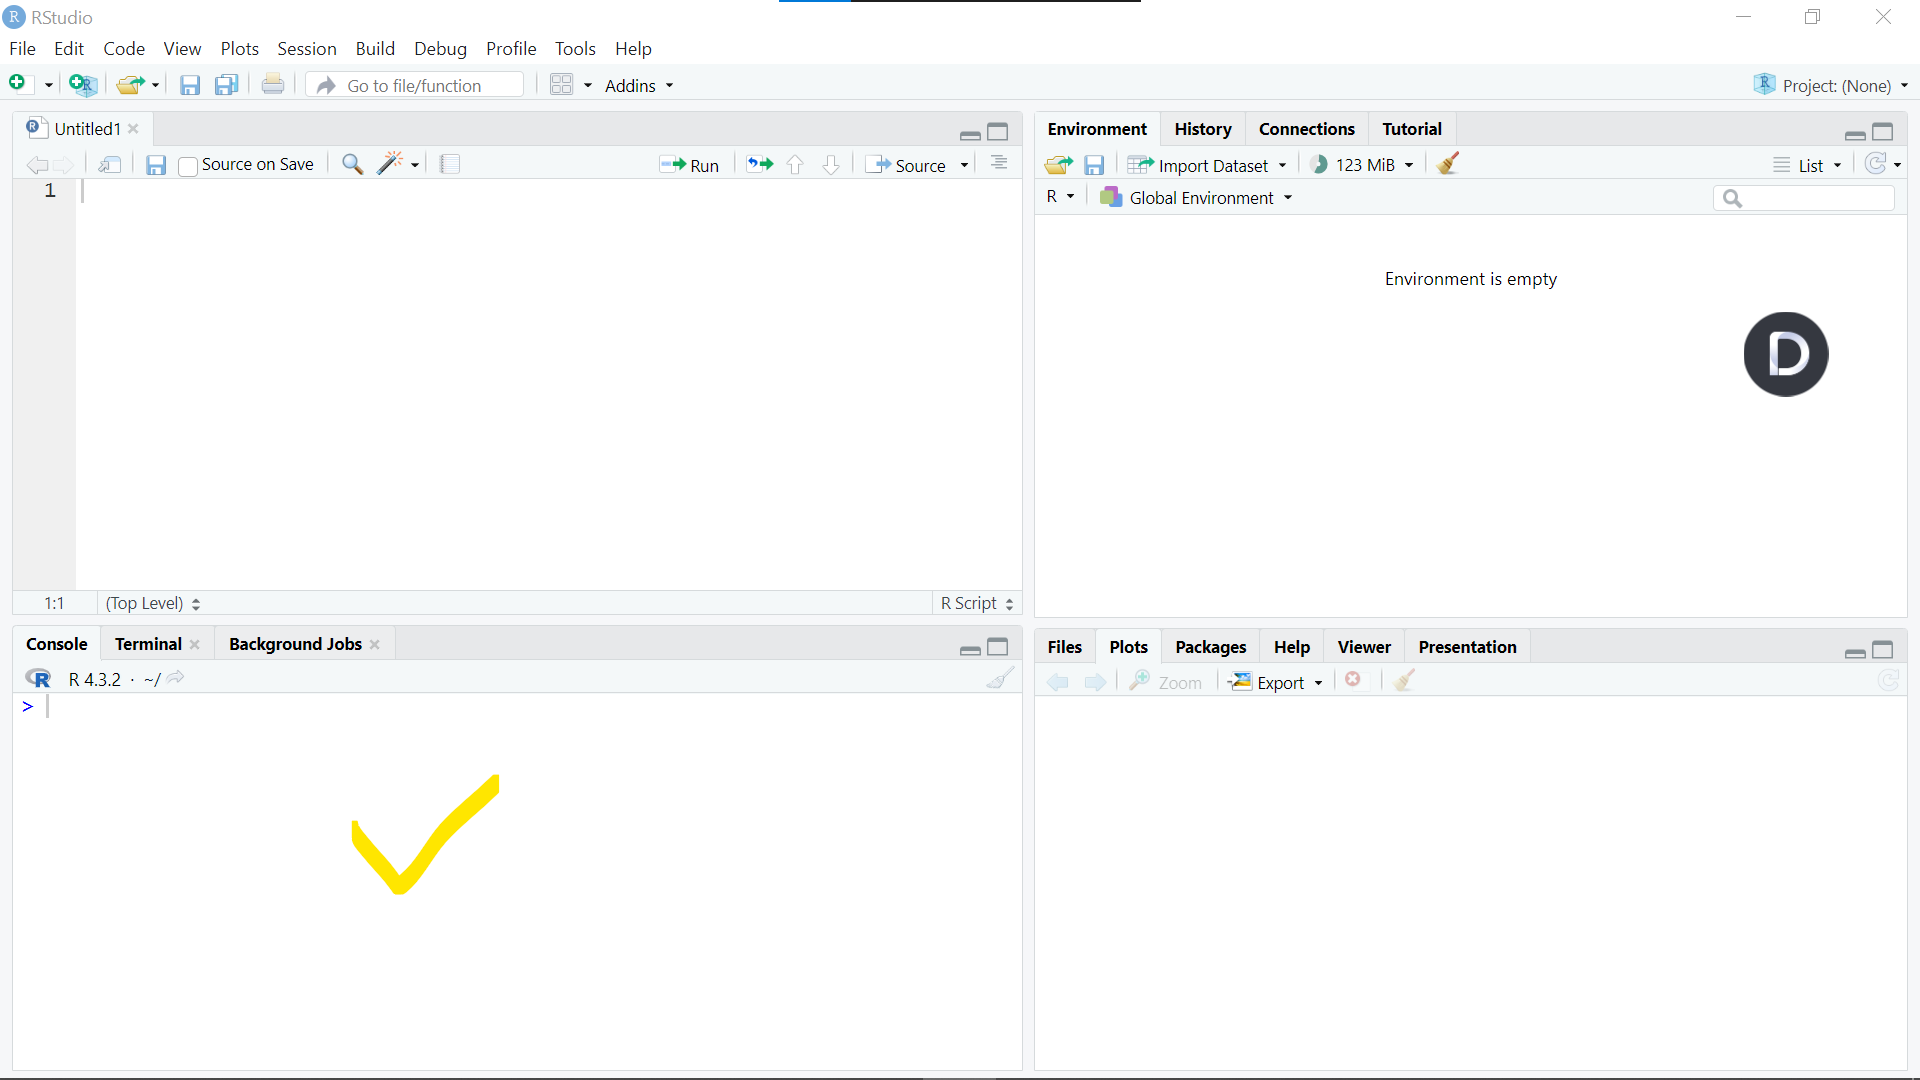 RStudio
File Edit Code View Plots Session Build Debug Profile Tools Help
Go to file/function Addins Project: (None)
Untitled1
Source on Save Run Source
1
1:1 (Top Level) R Script
Console Terminal Background Jobs
R 4.3.2 · ~/
>
Environment History Connections Tutorial
Import Dataset 123 MiB List
R Global Environment
Environment is empty
D
Files Plots Packages Help Viewer Presentation
Zoom Export